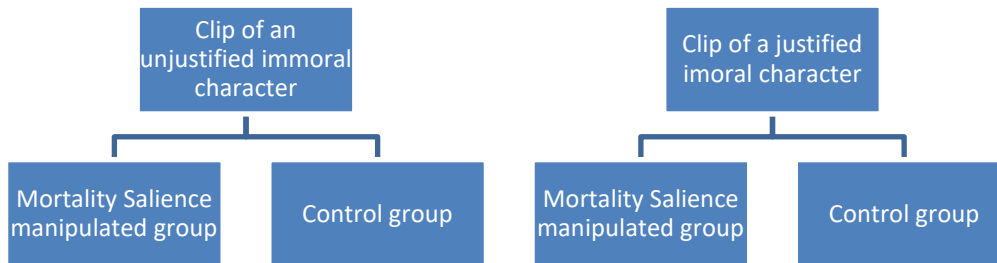 Clip of an
unjustified immoral
character
Clip of a justified
imoral character
Mortality Salience
manipulated group
Control group
Mortality Salience
manipulated group
Control group